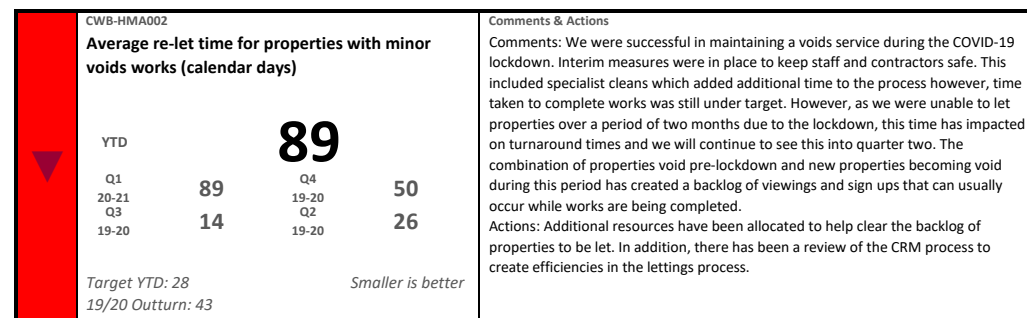 CWB-HMA002
Average re-let time for properties with minor
voids works (calendar days)
YTD
89
Q1
20-21
89
Q4
19-20
50
Q3
19-20
14
Q2
19-20
26
Target YTD: 28
Smaller is better
19/20 Outturn: 43
Comments & Actions
Comments: We were successful in maintaining a voids service during the COVID-19
lockdown. Interim measures were in place to keep staff and contractors safe. This
included specialist cleans which added additional time to the process however, time
taken to complete works was still under target. However, as we were unable to let
properties over a period of two months due to the lockdown, this time has impacted
on turnaround times and we will continue to see this into quarter two. The
combination of properties void pre-lockdown and new properties becoming void
during this period has created a backlog of viewings and sign ups that can usually
occur while works are being completed.
Actions: Additional resources have been allocated to help clear the backlog of
properties to be let. In addition, there has been a review of the CRM process to
create efficiencies in the lettings process.